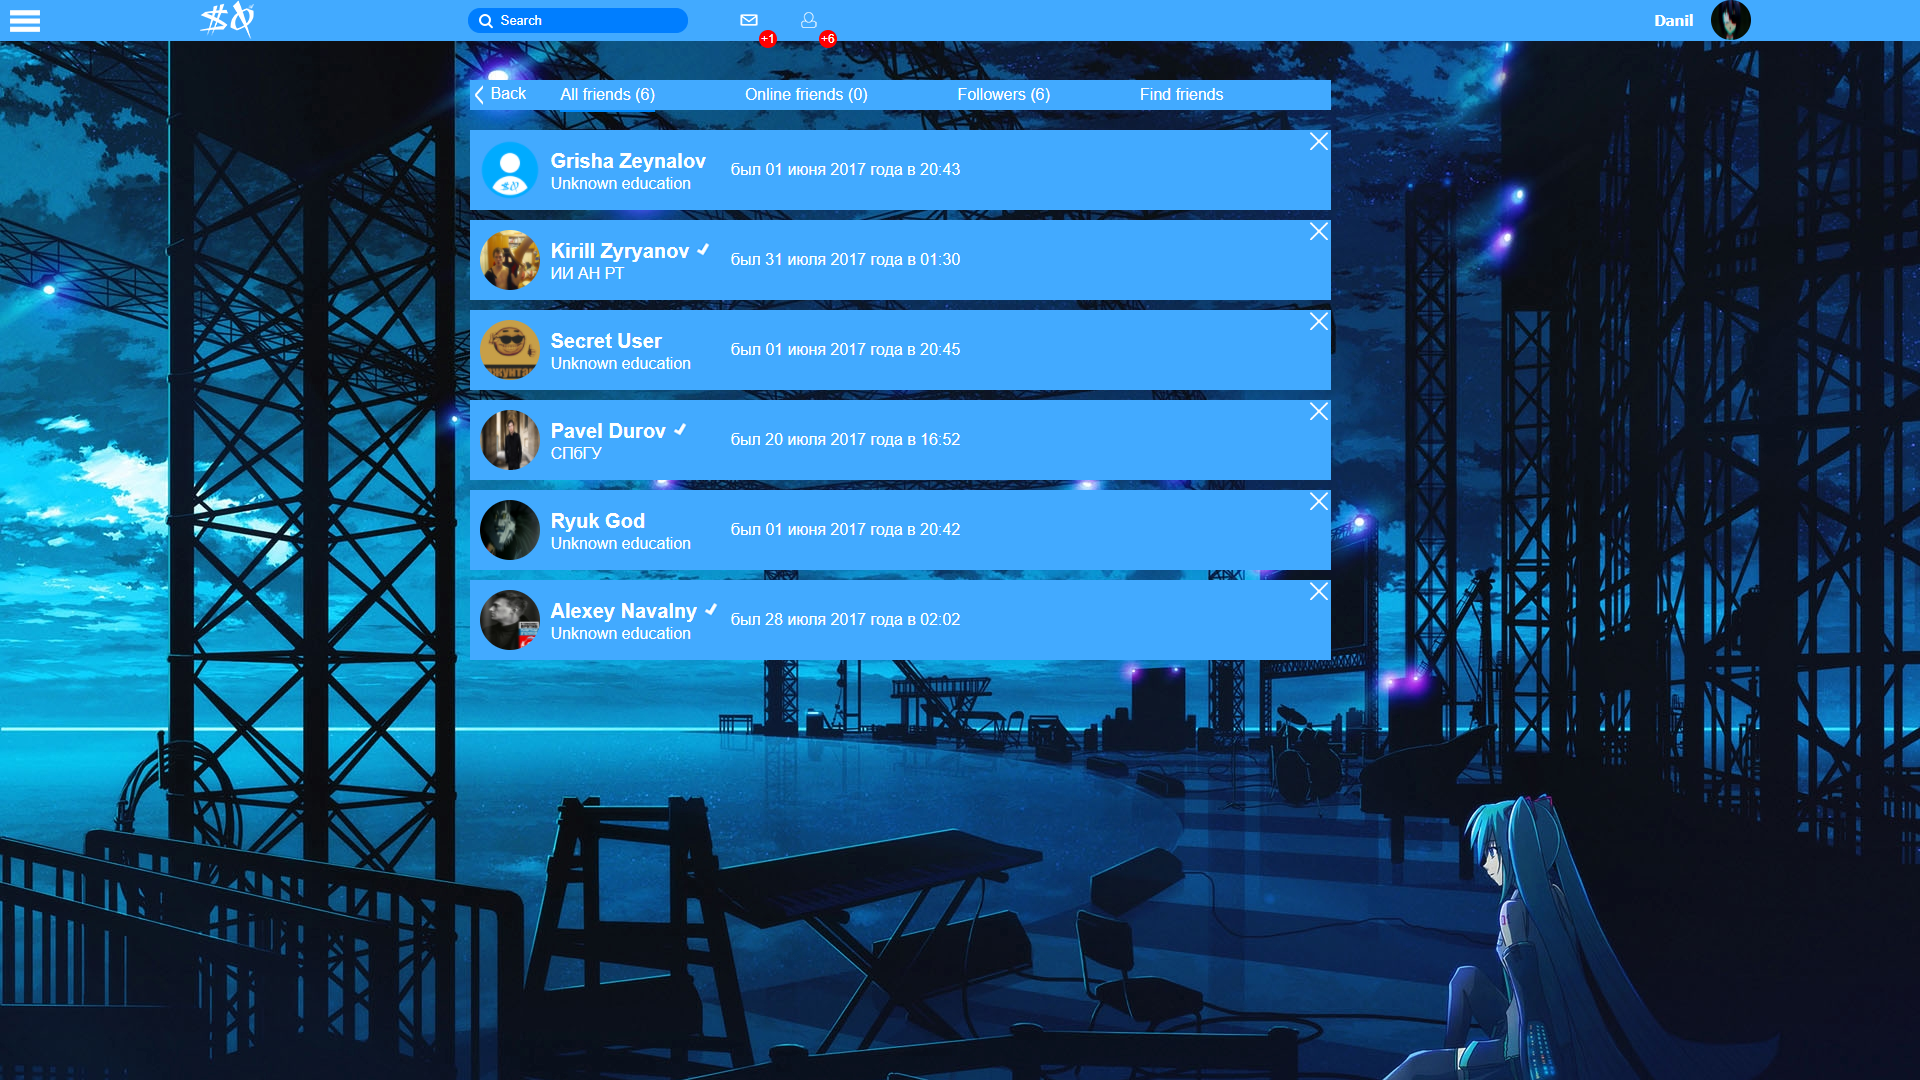 Search
+1
+6
Danil
Back
All friends (6)
Online friends (0)
Followers (6)
Find friends
Grisha Zeynalov
Unknown education
был 01 июня 2017 года в 20:43
Kirill Zyryanov
ИИ АН РТ
был 31 июля 2017 года в 01:30
Secret User
Unknown education
был 01 июня 2017 года в 20:45
Pavel Durov
СПбГУ
был 20 июля 2017 года в 16:52
Ryuk God
Unknown education
был 01 июня 2017 года в 20:42
Alexey Navalny
Unknown education
был 28 июля 2017 года в 02:02